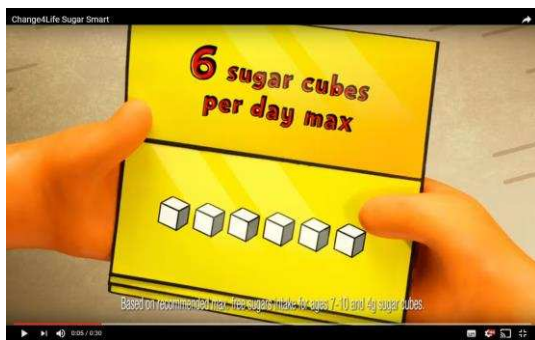 Change4Life Sugar Smart
6 sugar cubes
per day max
Based on recommended max. free sugars intake for ages 7-10 and 4g sugar cubes.
0:05 / 0:30